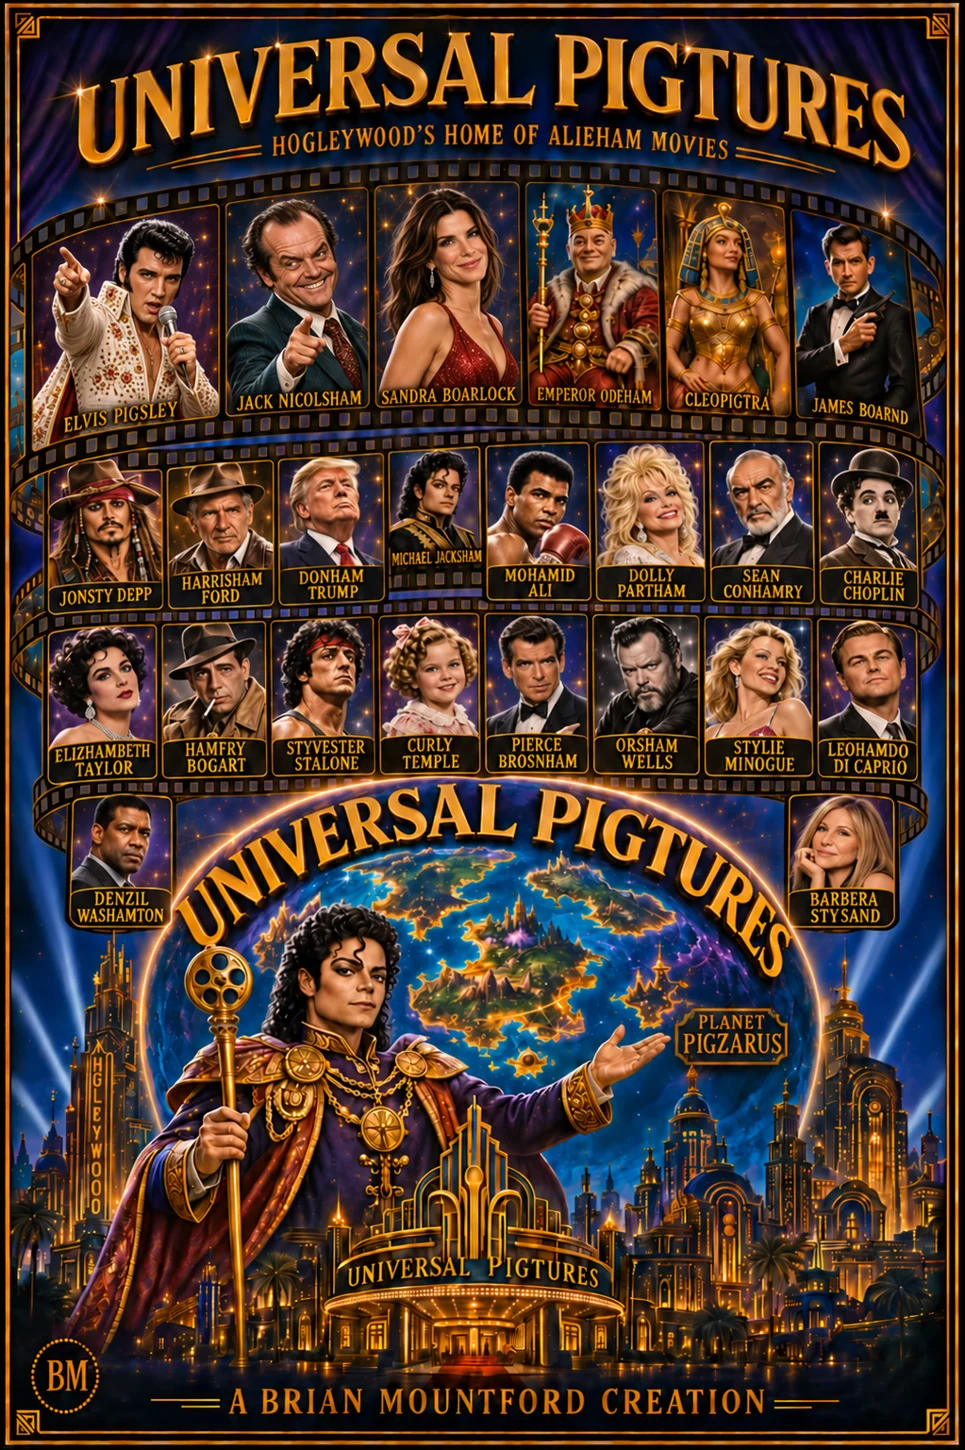 UNIVERSAL PIGTURES
HOGLEYWOOD'S HOME OF ALIEHAM MOVIES
ELVIS PIGSLEY
JACK NICOLSHAM
SANDRA BOARLOCK
EMPEROR ODEHAM
CLEOPIGTRA
JAMES BOARND
JONSTY DEPP
HARRISHAM
FORD
DONHAM
TRUMP
MICHAEL JACKSHAM
MOHAMID
ALI
DOLLY
PARTHAM
SEAN
CONHAMRY
CHARLIE
CHOPLIN
ELIZHAMBETH
TAYLOR
HAMFRY
BOGART
STYVESTER
STALONE
CURLY
TEMPLE
PIERCE
BROSNHAM
ORSHAM
WELLS
STYLIE
MINOGUE
LEOHAMDO
DI CAPRIO
DENZIL
WASHAMTON
UNIVERSAL PIGTURES
BARBERA
STYSAND
PLANET
PIGZARUS
UNIVERSAL PIGTURES
BM
A BRIAN MOUNTFORD CREATION